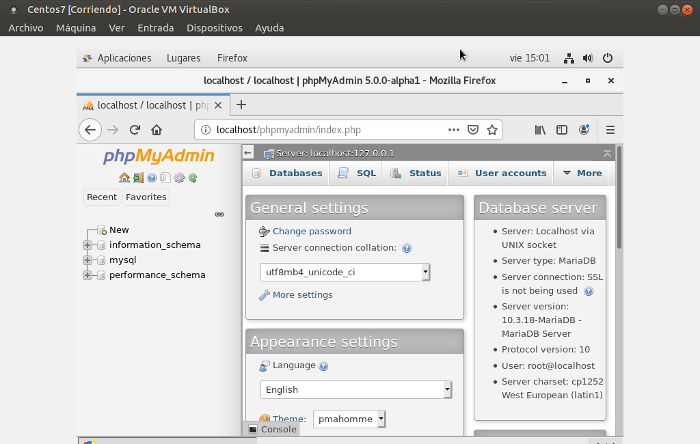 Centos7 [Corriendo] - Oracle VM VirtualBox
Archivo Máquina Ver Entrada Dispositivos Ayuda
Aplicaciones Lugares Firefox vie 15:01
localhost / localhost | phpMyAdmin 5.0.0-alpha1 - Mozilla Firefox
localhost / localhost | php
localhost/phpmyadmin/index.php
phpMyAdmin
Recent Favorites
New
information_schema
mysql
performance_schema
Server: localhost:127.0.0.1
Databases SQL Status User accounts More
General settings
Change password
Server connection collation:
utf8mb4_unicode_ci
More settings
Appearance settings
Language
English
Theme: pmahomme
Console
Database server
Server: Localhost via
UNIX socket
Server type: MariaDB
Server connection: SSL
is not being used
Server version:
10.3.18-MariaDB -
MariaDB Server
Protocol version: 10
User: root@localhost
Server charset: cp1252
West European (latin1)